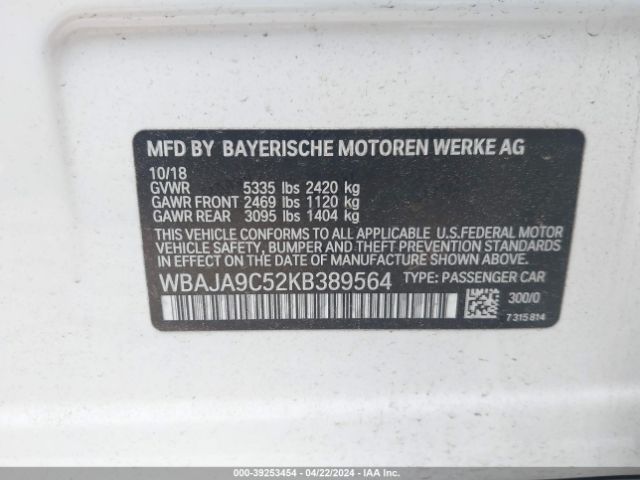 MFD BY BAYERISCHE MOTOREN WERKE AG
10/18
GVWR 5335 lbs 2420 kg
GAWR FRONT 2469 lbs 1120 kg
GAWR REAR 3095 lbs 1404 kg
THIS VEHICLE CONFORMS TO ALL APPLICABLE U.S.FEDERAL MOTOR
VEHICLE SAFETY, BUMPER AND THEFT PREVENTION STANDARDS
IN EFFECT ON THE DATE OF MANUFACTURE SHOWN ABOVE.
WBAJA9C52KB389564 TYPE: PASSENGER CAR
300/0
7 315 814
000-39253454 - 04/22/2024 - IAA Inc.